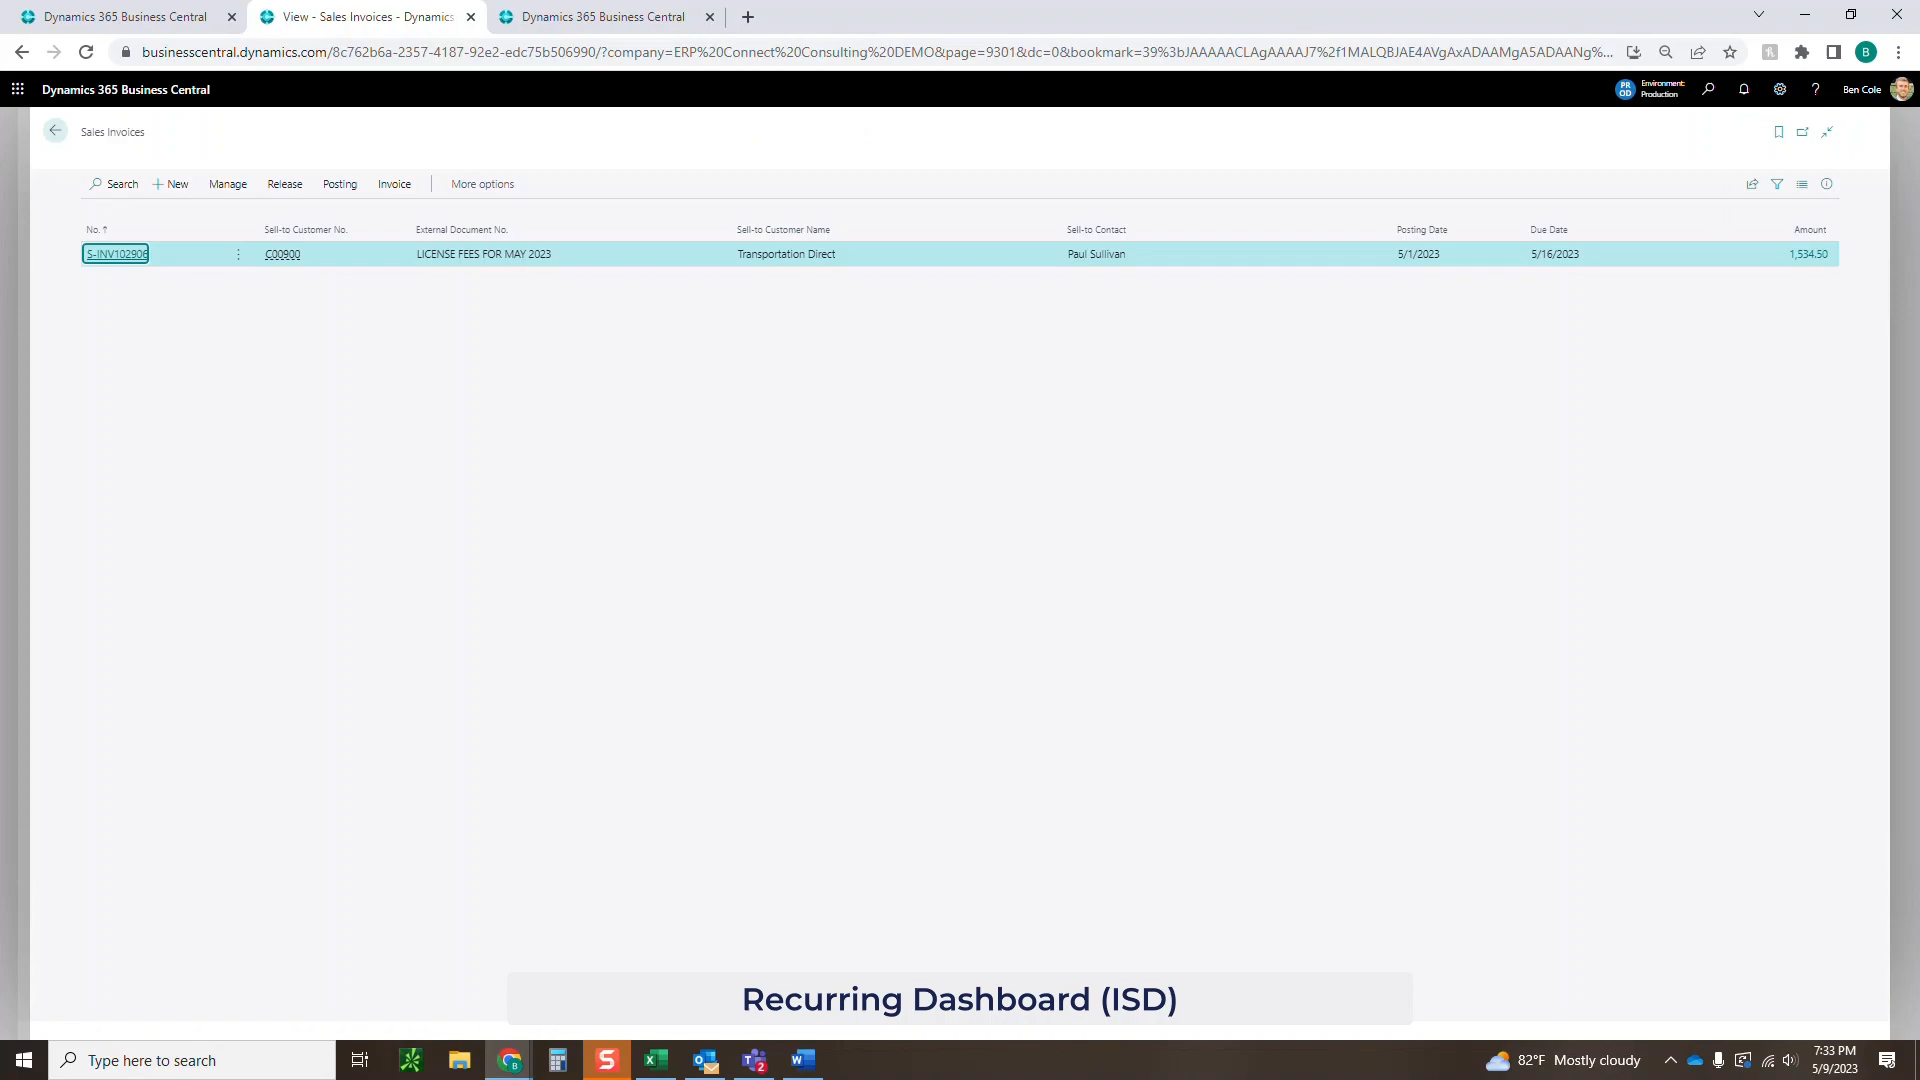 Dynamics 365 Business Central
View - Sales Invoices - Dynamics
Dynamics 365 Business Central
businesscentral.dynamics.com/8c762b6a-2357-4187-92e2-edc75b506990/?company=ERP%20Connect%20Consulting%20DEMO&page=9301&dc=0&bookmark=39%3bJAAAAACLAgAAAAJ7%2f1MALQBJAE4AVgAxADAAMgA5ADAANg%...
B
Dynamics 365 Business Central
PROD
Environment:
Production
?
Ben Cole
Sales Invoices
Search
New
Manage
Release
Posting
Invoice
More options
No. ↑
Sell-to Customer No.
External Document No.
Sell-to Customer Name
Sell-to Contact
Posting Date
Due Date
Amount
S-INV102906
C00900
LICENSE FEES FOR MAY 2023
Transportation Direct
Paul Sullivan
5/1/2023
5/16/2023
1,534.50
Recurring Dashboard (ISD)
Type here to search
82°F Mostly cloudy
7:33 PM
5/9/2023